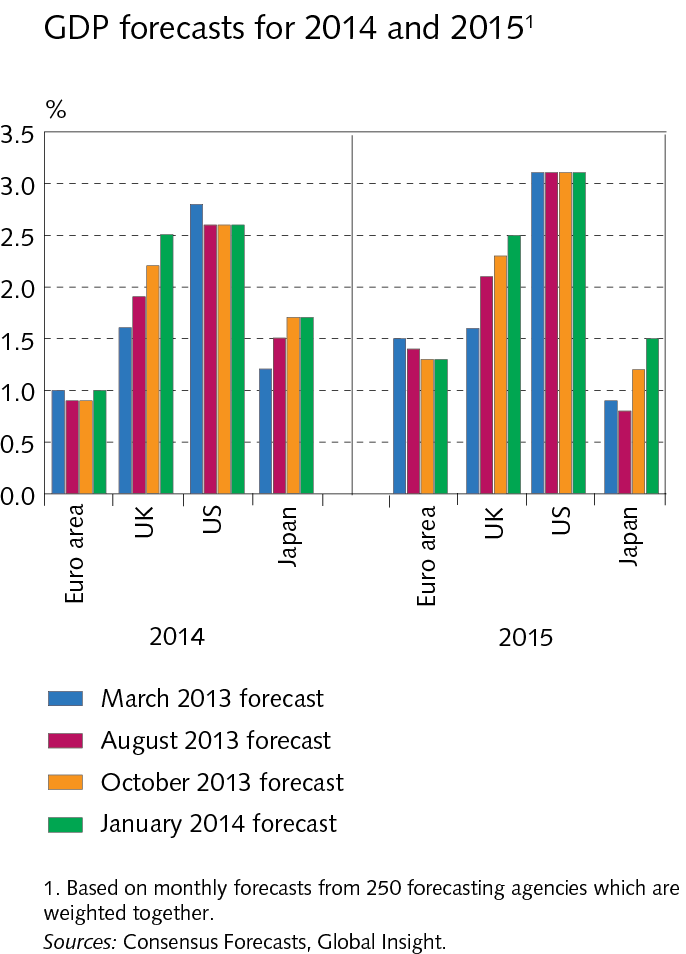 GDP forecasts for 2014 and 2015¹
%
3.5
3.0
2.5
2.0
1.5
1.0
0.5
0.0
Euro area
UK
US
Japan
Euro area
UK
US
Japan
2014
2015
March 2013 forecast
August 2013 forecast
October 2013 forecast
January 2014 forecast
1. Based on monthly forecasts from 250 forecasting agencies which are
weighted together.
Sources: Consensus Forecasts, Global Insight.